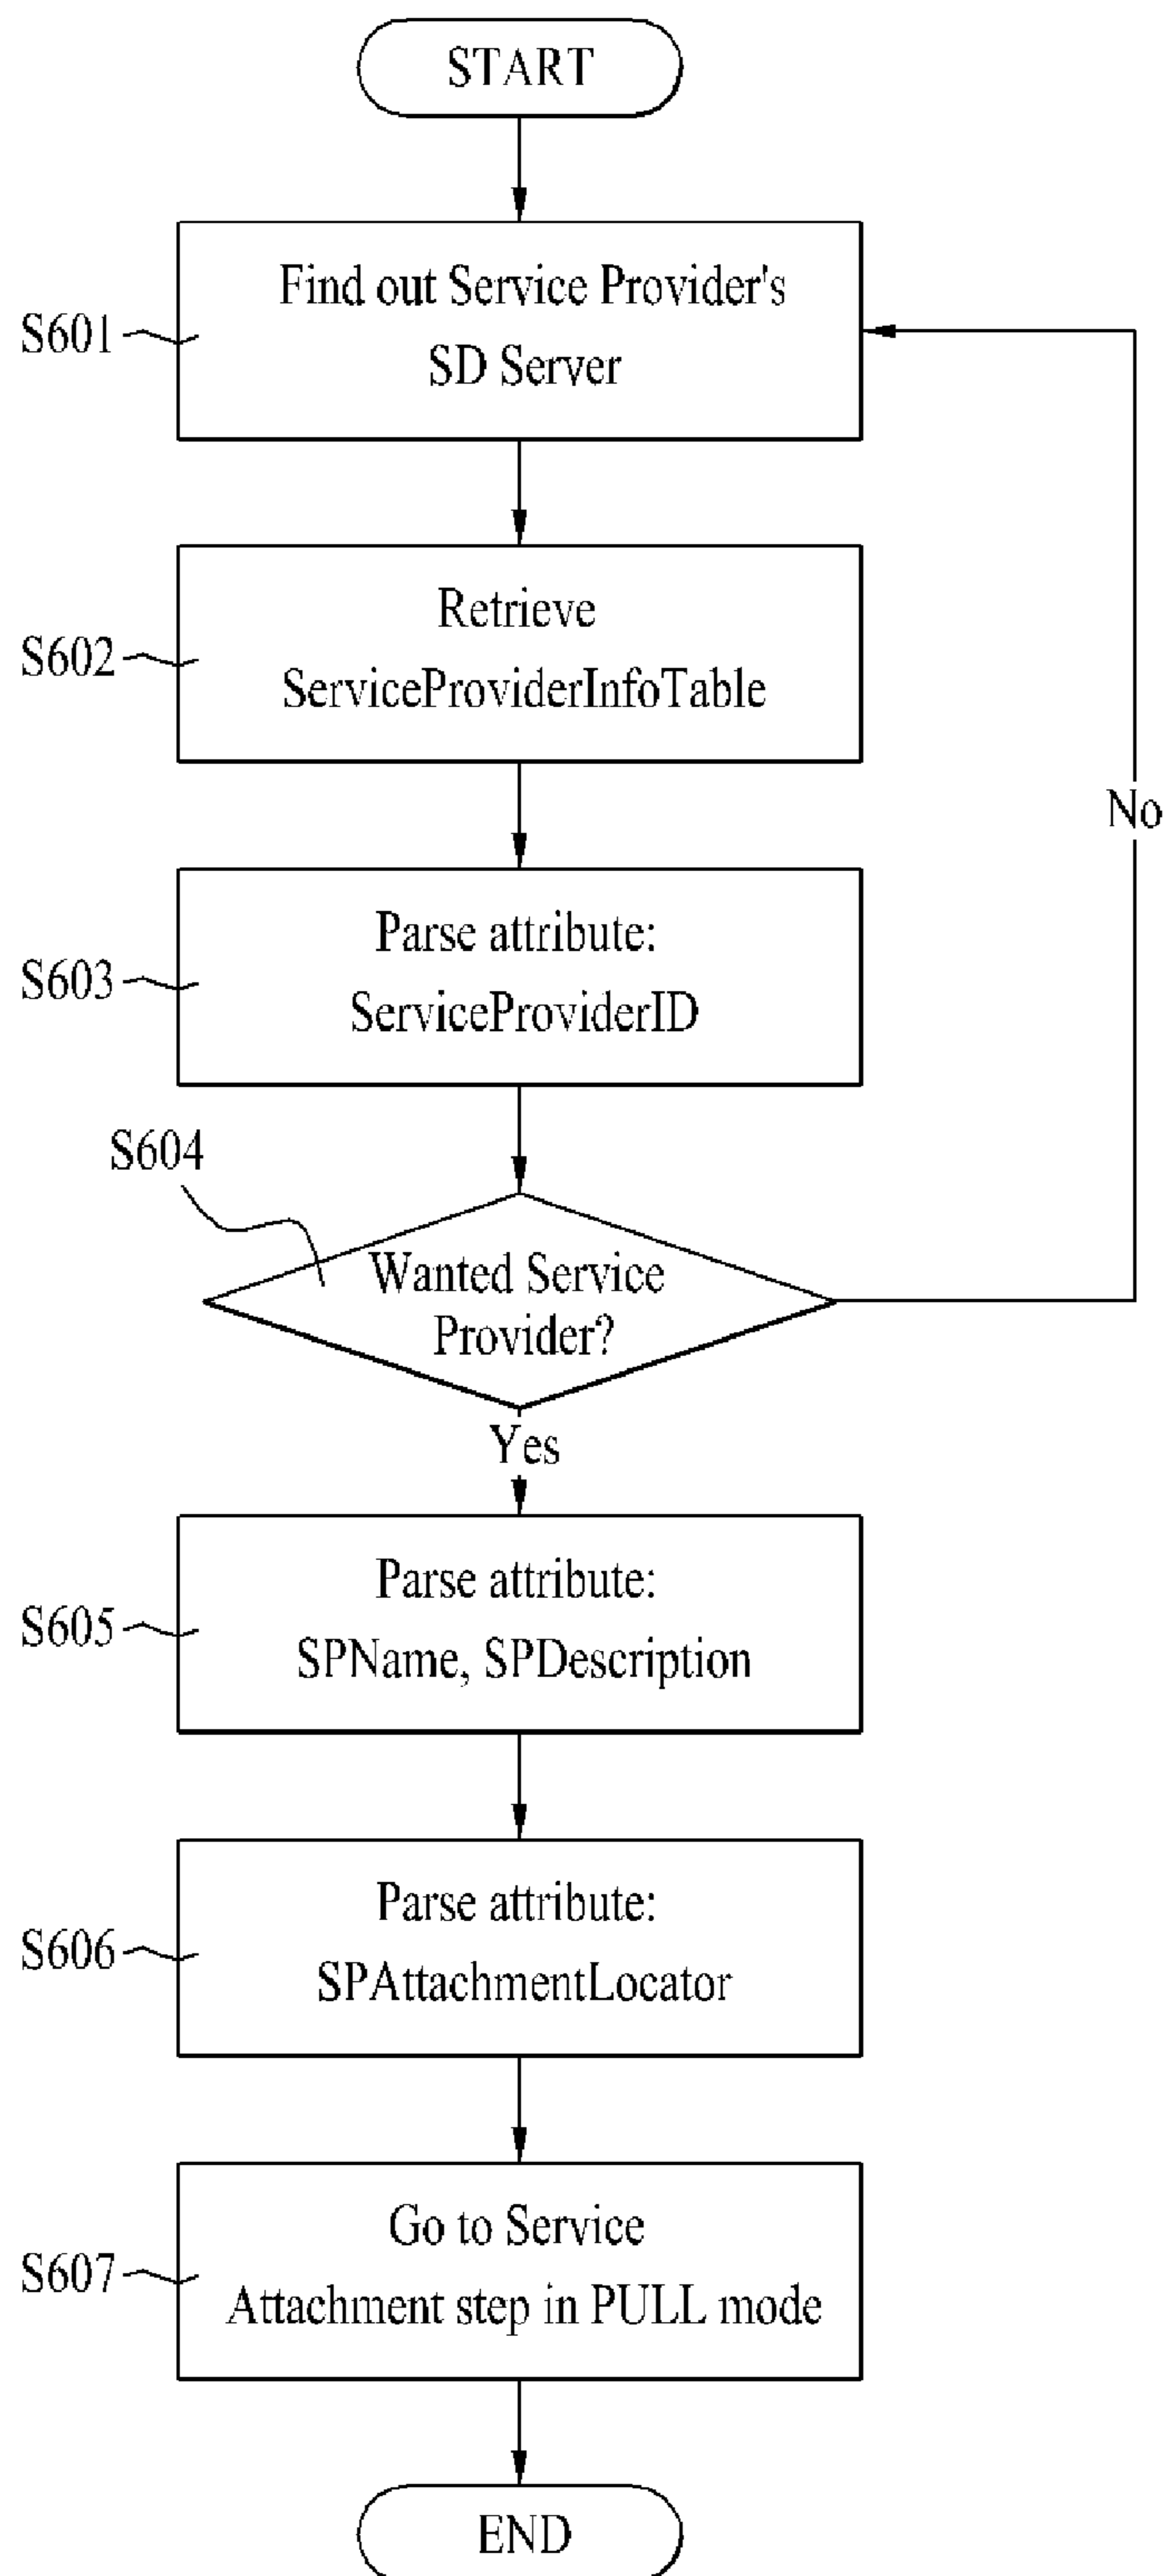 START
S601
Find out Service Provider's
SD Server
S602
Retrieve
ServiceProviderInfoTable
No
S603
Parse attribute:
ServiceProviderID
S604
Wanted Service
Provider?
Yes
S605
Parse attribute:
SPName, SPDescription
S606
Parse attribute:
SPAttachmentLocator
S607
Go to Service
Attachment step in PULL mode
END